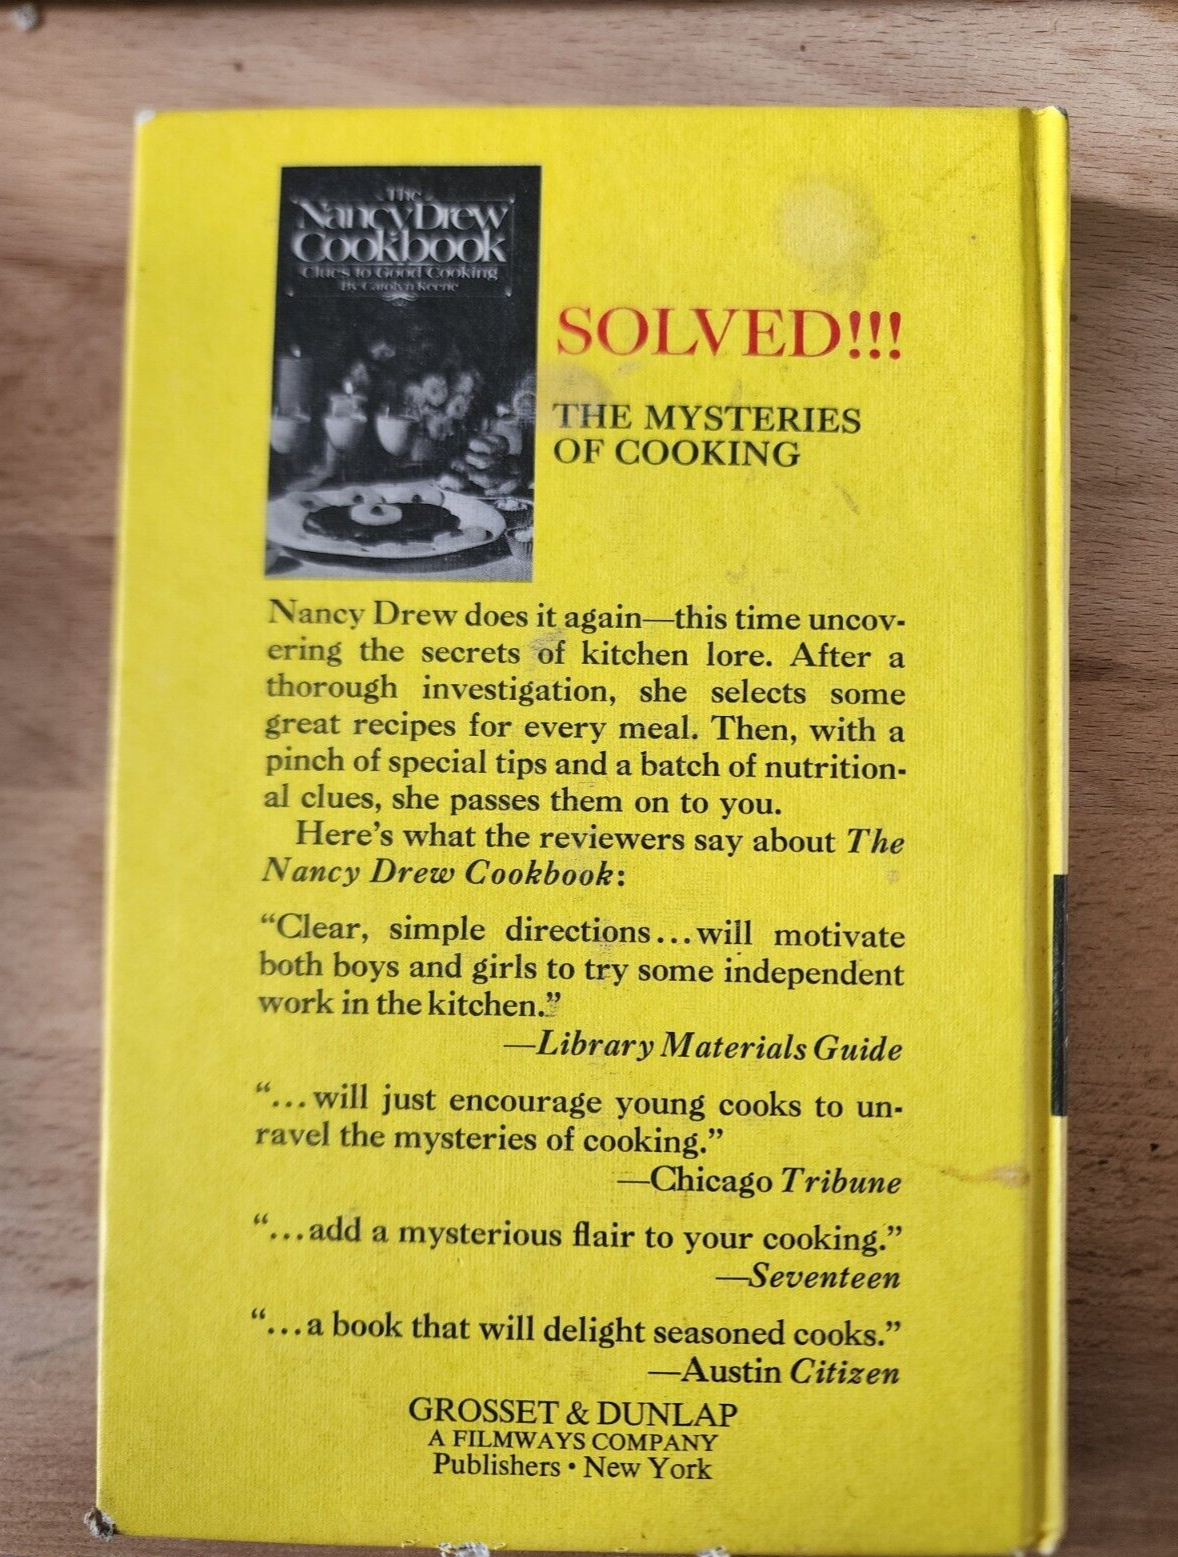 The
Nancy Drew
Cookbook
Clues to Good Cooking
By Carolyn Keene
SOLVED!!!
THE MYSTERIES
OF COOKING
Nancy Drew does it again—this time uncov-
ering the secrets of kitchen lore. After a
thorough investigation, she selects some
great recipes for every meal. Then, with a
pinch of special tips and a batch of nutrition-
al clues, she passes them on to you.
Here's what the reviewers say about The
Nancy Drew Cookbook:
“Clear, simple directions...will motivate
both boys and girls to try some independent
work in the kitchen.”
—Library Materials Guide
“...will just encourage young cooks to un-
ravel the mysteries of cooking.”
—Chicago Tribune
“...add a mysterious flair to your cooking.”
—Seventeen
“...a book that will delight seasoned cooks.”
—Austin Citizen
GROSSET & DUNLAP
A FILMWAYS COMPANY
Publishers • New York